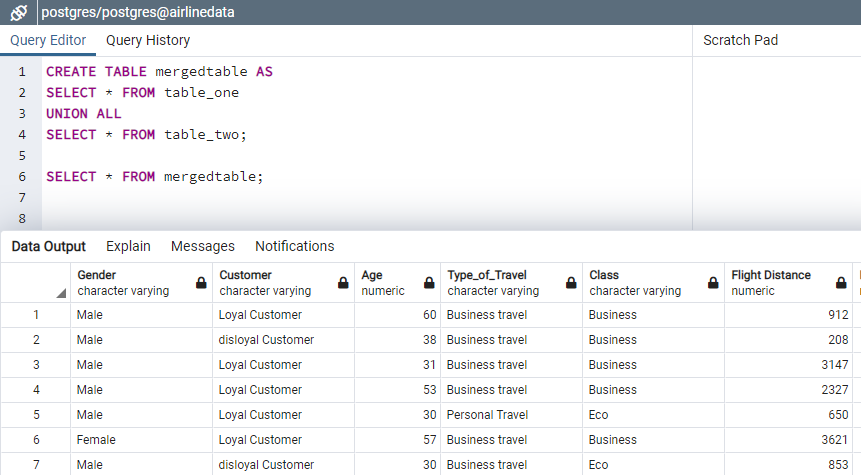 postgres/postgres@airlinedata
Query Editor Query History Scratch Pad
1 CREATE TABLE mergedtable AS
2 SELECT * FROM table_one
3 UNION ALL
4 SELECT * FROM table_two;
5
6 SELECT * FROM mergedtable;
7
8
Data Output Explain Messages Notifications
Gender Customer Age Type_of_Travel Class Flight Distance
character varying character varying numeric character varying character varying numeric
1 Male Loyal Customer 60 Business travel Business 912
2 Male disloyal Customer 38 Business travel Business 208
3 Male Loyal Customer 31 Business travel Business 3147
4 Male Loyal Customer 53 Business travel Business 2327
5 Male Loyal Customer 30 Personal Travel Eco 650
6 Female Loyal Customer 57 Business travel Business 3621
7 Male disloyal Customer 30 Business travel Eco 853